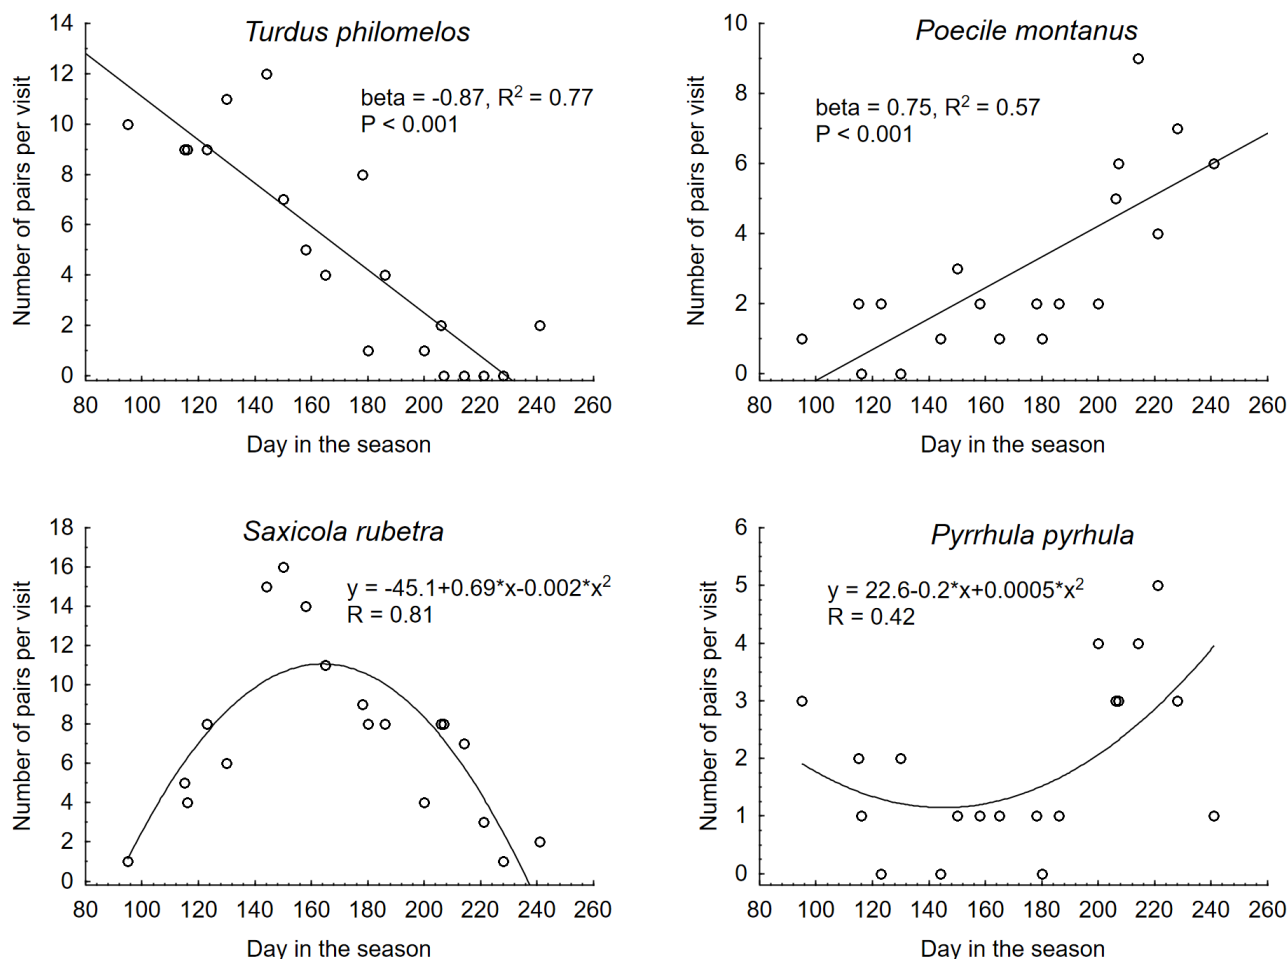 Turdus philomelos
beta = -0.87, R² = 0.77
P < 0.001
Number of pairs per visit
14
12
10
8
6
4
2
0
80 100 120 140 160 180 200 220 240 260
Day in the season
Poecile montanus
beta = 0.75, R² = 0.57
P < 0.001
Number of pairs per visit
10
8
6
4
2
0
80 100 120 140 160 180 200 220 240 260
Day in the season
Saxicola rubetra
y = -45.1+0.69*x-0.002*x²
R = 0.81
Number of pairs per visit
18
16
14
12
10
8
6
4
2
0
80 100 120 140 160 180 200 220 240 260
Day in the season
Pyrrhula pyrhula
y = 22.6-0.2*x+0.0005*x²
R = 0.42
Number of pairs per visit
6
5
4
3
2
1
0
80 100 120 140 160 180 200 220 240 260
Day in the season